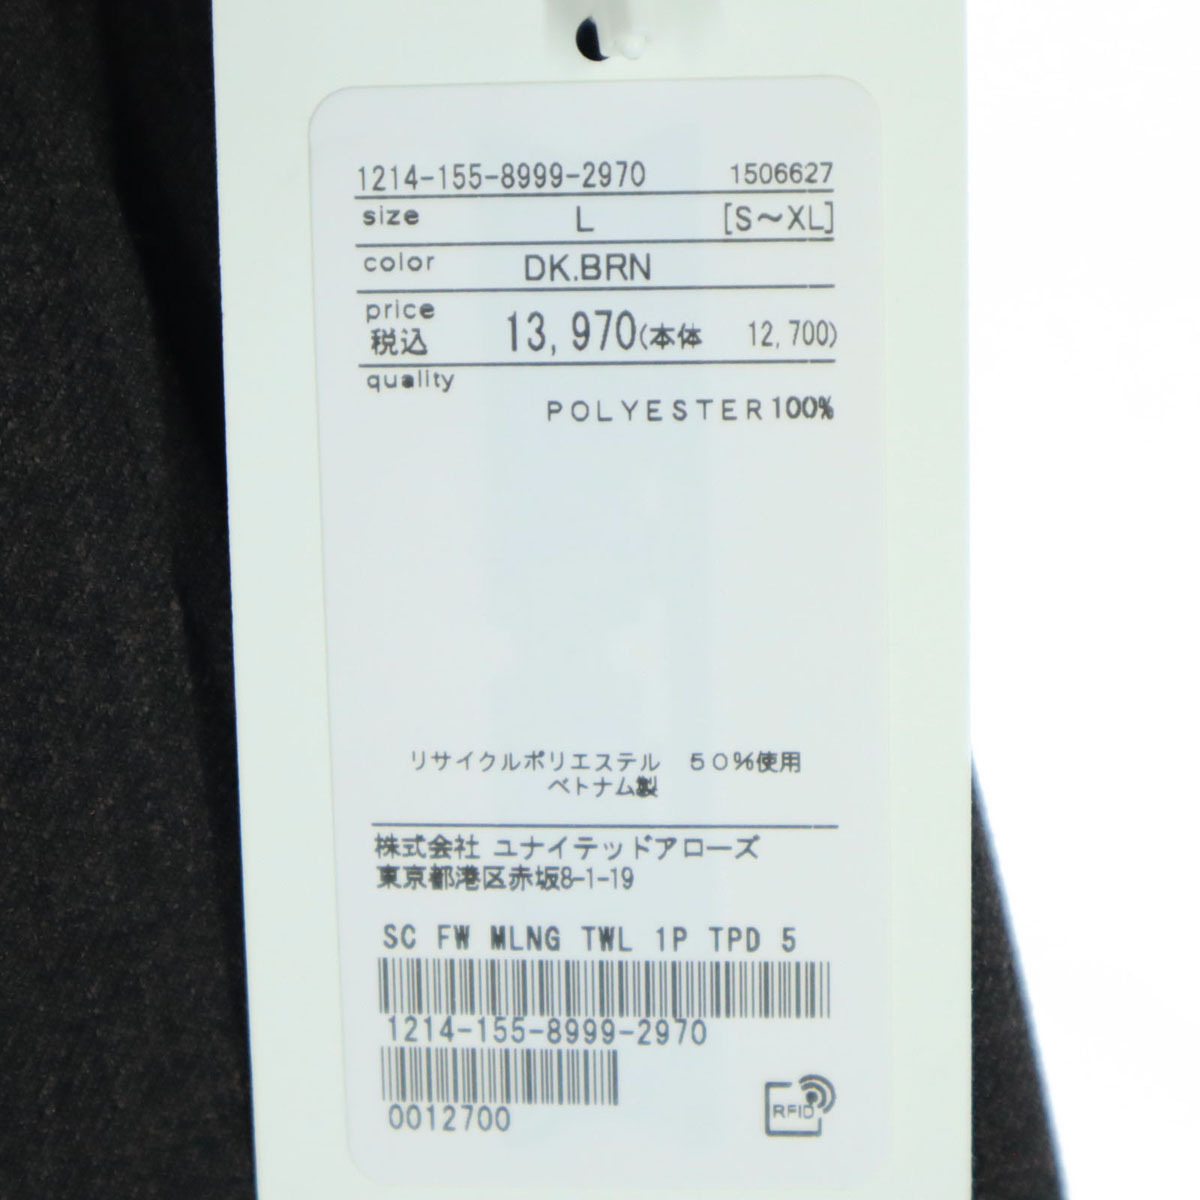 1214-155-8999-2970 1506627
size L [S～XL]
color DK.BRN
price
税込 13,970(本体 12,700)
quality
POLYESTER100%
リサイクルポリエステル 50%使用
ベトナム製
株式会社 ユナイテッドアローズ
東京都港区赤坂8-1-19
SC FW MLNG TWL 1P TPD 5
1214-155-8999-2970
0012700
RFID